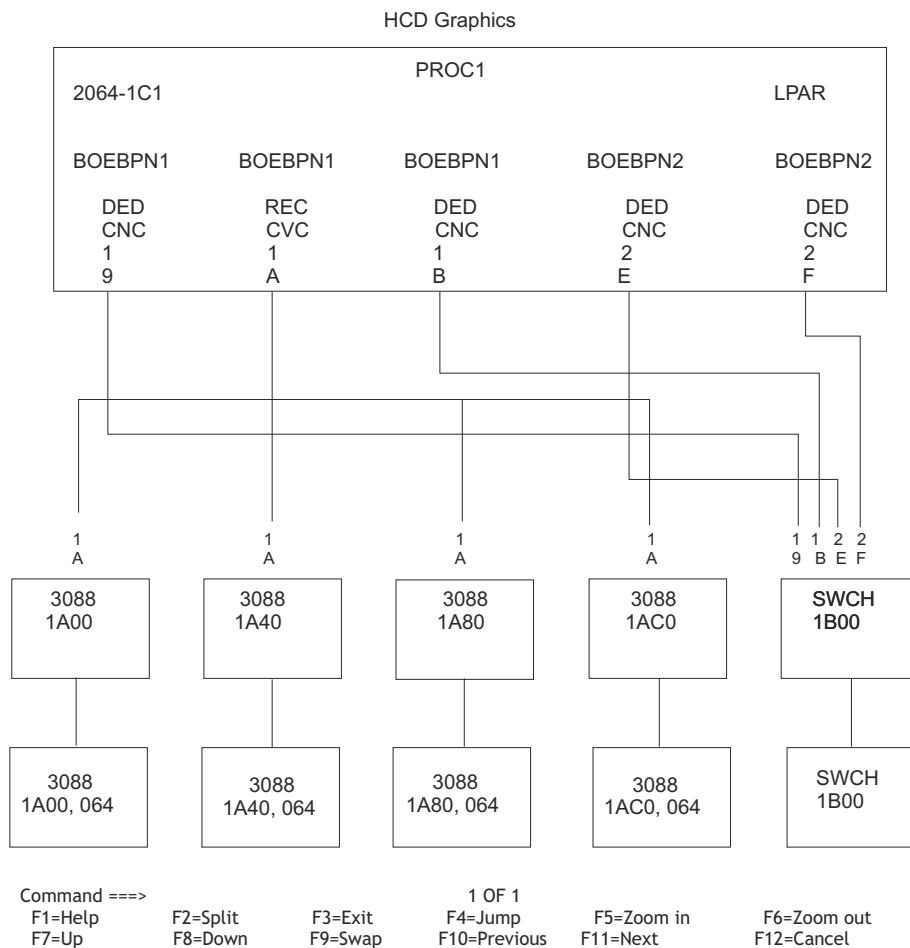 HCD Graphics
PROC1
2064-1C1 LPAR
BOEBPN1 BOEBPN1 BOEBPN1 BOEBPN2 BOEBPN2
DED REC DED DED DED
CNC CVC CNC CNC CNC
1 1 1 2 2
9 A B E F
1 1 1 1 1 1 2 2
A A A A 9 B E F
3088 3088 3088 3088 SWCH
1A00 1A40 1A80 1AC0 1B00
3088 3088 3088 3088 SWCH
1A00, 064 1A40, 064 1A80, 064 1AC0, 064 1B00
Command ===> 1 OF 1
F1=Help F2=Split F3=Exit F4=Jump F5=Zoom in F6=Zoom out
F7=Up F8=Down F9=Swap F10=Previous F11=Next F12=Cancel